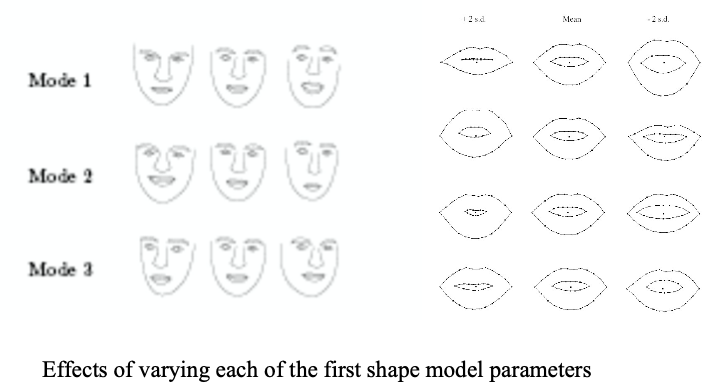 +2 s.d. Mean -2 s.d.
Mode 1
Mode 2
Mode 3
Effects of varying each of the first shape model parameters